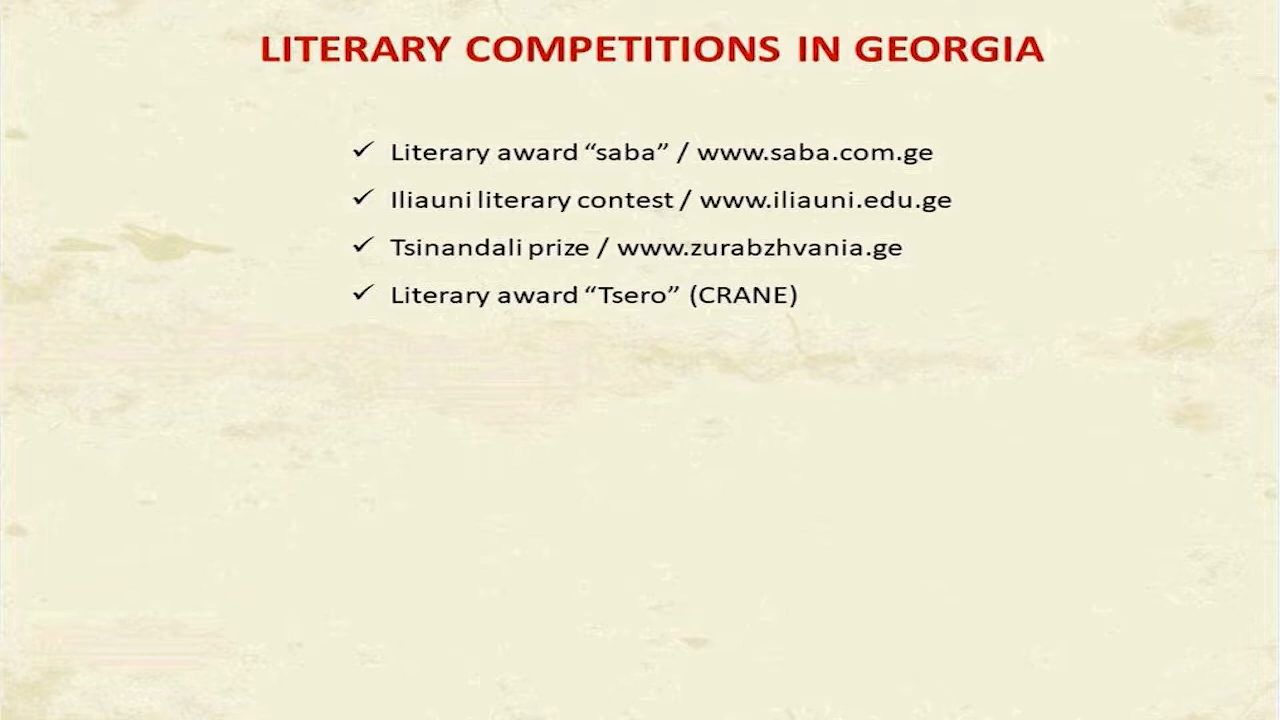 LITERARY COMPETITIONS IN GEORGIA
✓ Literary award “saba” / www.saba.com.ge
✓ Iliauni literary contest / www.iliauni.edu.ge
✓ Tsinandali prize / www.zurabzhvania.ge
✓ Literary award “Tsero” (CRANE)